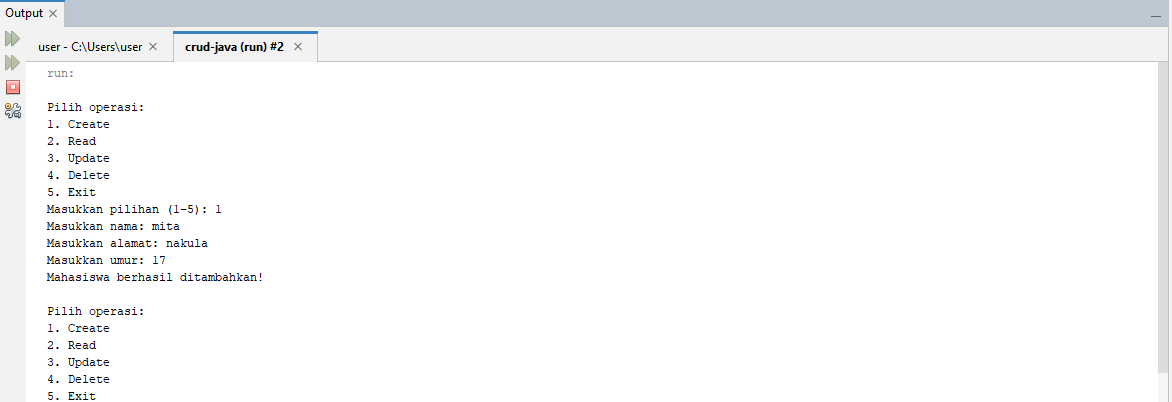 Output
user - C:\Users\user
crud-java (run) #2
run:
Pilih operasi:
1. Create
2. Read
3. Update
4. Delete
5. Exit
Masukkan pilihan (1-5): 1
Masukkan nama: mita
Masukkan alamat: nakula
Masukkan umur: 17
Mahasiswa berhasil ditambahkan!
Pilih operasi:
1. Create
2. Read
3. Update
4. Delete
5. Exit